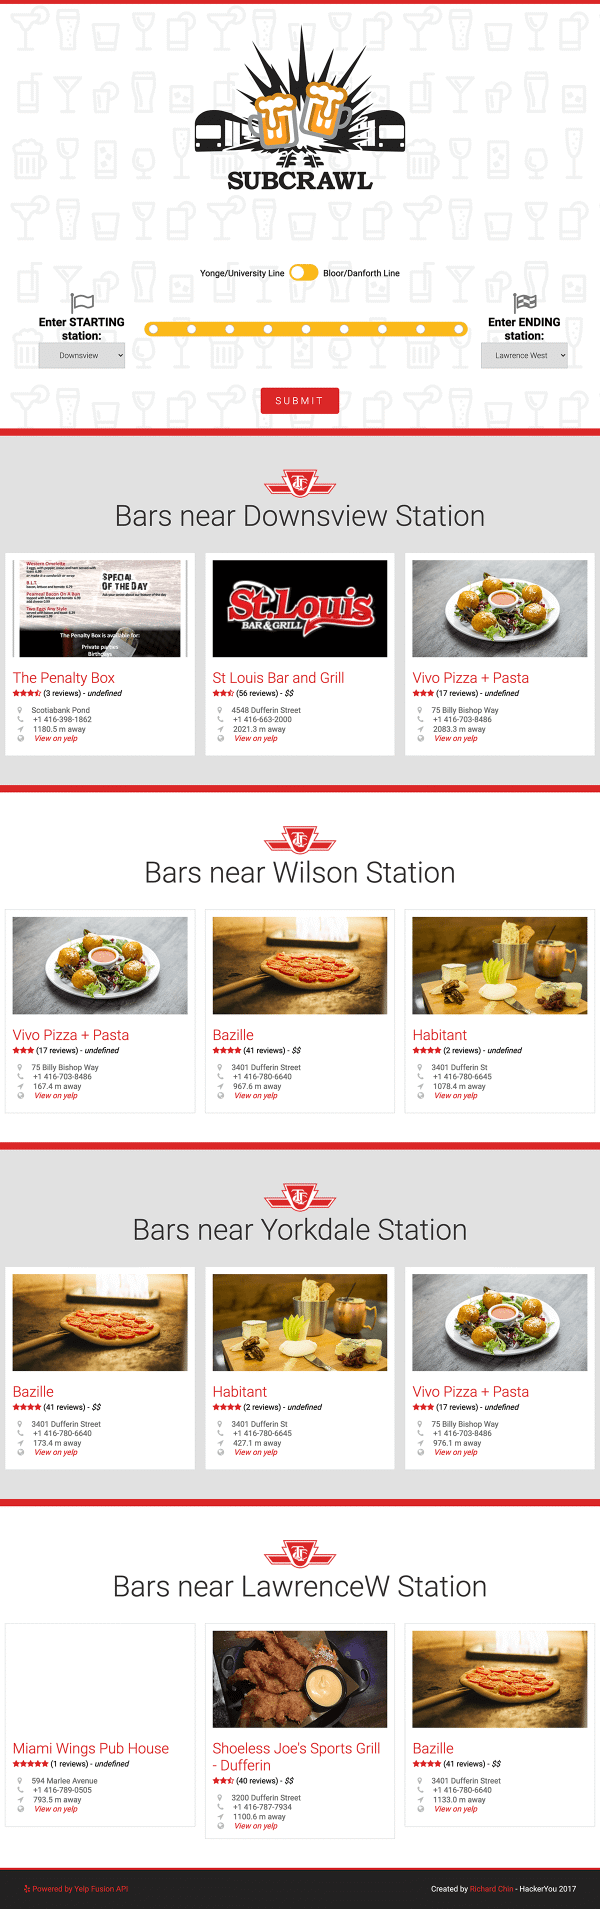 SUBCRAWL
Yonge/University Line
Bloor/Danforth Line
Enter STARTING
station:
Downsview
Enter ENDING
station:
Lawrence West
SUBMIT
Bars near Downsview Station
Western Omelette
B.L.T.
Peameal Bacon On A Bun
Two Eggs Any Style
SPECIAL
OF THE DAY
The Penalty Box is available for:
Private parties
Birthdays
The Penalty Box
(3 reviews) - undefined
Scotiabank Pond
+1 416-398-1862
1180.5 m away
View on yelp
St.Louis
BAR & GRILL
St Louis Bar and Grill
(56 reviews) - $$
4548 Dufferin Street
+1 416-663-2000
2021.3 m away
View on yelp
Vivo Pizza + Pasta
(17 reviews) - undefined
75 Billy Bishop Way
+1 416-703-8486
2083.3 m away
View on yelp
Bars near Wilson Station
Vivo Pizza + Pasta
(17 reviews) - undefined
75 Billy Bishop Way
+1 416-703-8486
167.4 m away
View on yelp
Bazille
(41 reviews) - $$
3401 Dufferin Street
+1 416-780-6640
967.6 m away
View on yelp
Habitant
(2 reviews) - undefined
3401 Dufferin St
+1 416-780-6645
1078.4 m away
View on yelp
Bars near Yorkdale Station
Bazille
(41 reviews) - $$
3401 Dufferin Street
+1 416-780-6640
173.4 m away
View on yelp
Habitant
(2 reviews) - undefined
3401 Dufferin St
+1 416-780-6645
427.1 m away
View on yelp
Vivo Pizza + Pasta
(17 reviews) - undefined
75 Billy Bishop Way
+1 416-703-8486
976.1 m away
View on yelp
Bars near LawrenceW Station
Miami Wings Pub House
(1 reviews) - undefined
594 Marlee Avenue
+1 416-789-0505
793.5 m away
View on yelp
Shoeless Joe's Sports Grill
- Dufferin
(40 reviews) - $$
3200 Dufferin Street
+1 416-787-7934
1100.6 m away
View on yelp
Bazille
(41 reviews) - $$
3401 Dufferin Street
+1 416-780-6640
1133.0 m away
View on yelp
Powered by Yelp Fusion API
Created by Richard Chin - HackerYou 2017